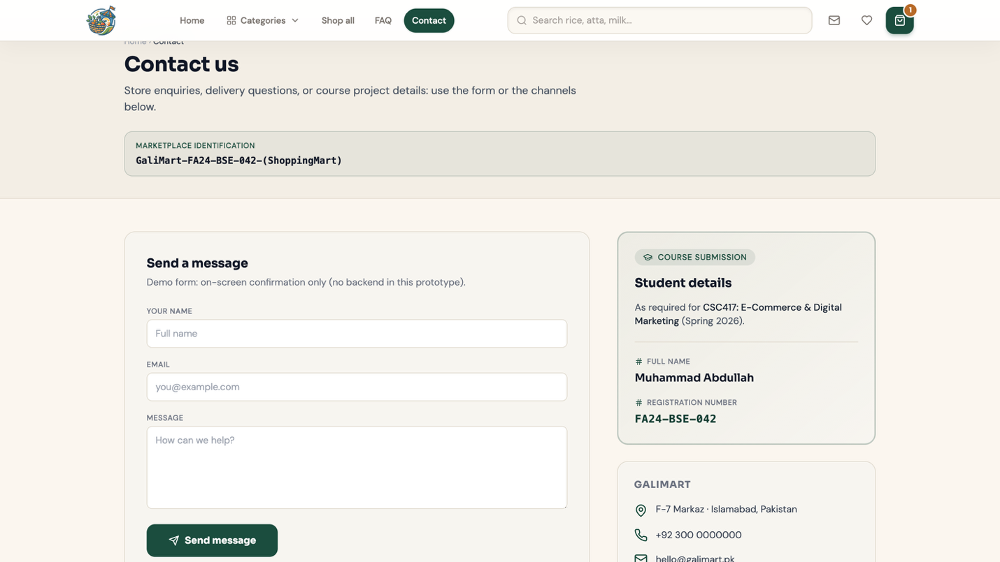 Home
Categories
Shop all
FAQ
Contact
Search rice, atta, milk...
1
Home › Contact
Contact us
Store enquiries, delivery questions, or course project details: use the form or the channels
below.
MARKETPLACE IDENTIFICATION
GaliMart-FA24-BSE-042-(ShoppingMart)
Send a message
Demo form: on-screen confirmation only (no backend in this prototype).
YOUR NAME
Full name
EMAIL
you@example.com
MESSAGE
How can we help?
Send message
COURSE SUBMISSION
Student details
As required for CSC417: E-Commerce & Digital
Marketing (Spring 2026).
# FULL NAME
Muhammad Abdullah
# REGISTRATION NUMBER
FA24-BSE-042
GALIMART
F-7 Markaz · Islamabad, Pakistan
+92 300 0000000
hello@galimart.pk